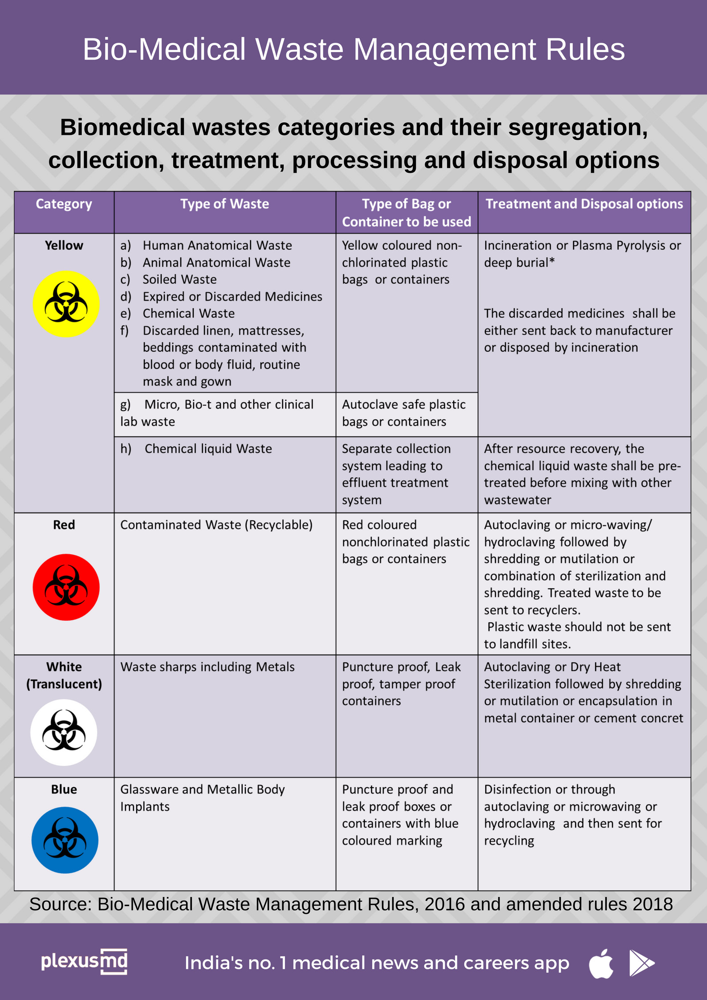 Bio-Medical Waste Management Rules
Biomedical wastes categories and their segregation,
collection, treatment, processing and disposal options
Category
Type of Waste
Type of Bag or
Container to be used
Treatment and Disposal options
Yellow
a) Human Anatomical Waste
b) Animal Anatomical Waste
c) Soiled Waste
d) Expired or Discarded Medicines
e) Chemical Waste
f) Discarded linen, mattresses,
beddings contaminated with
blood or body fluid, routine
mask and gown
Yellow coloured non-
chlorinated plastic
bags or containers
Incineration or Plasma Pyrolysis or
deep burial*
The discarded medicines shall be
either sent back to manufacturer
or disposed by incineration
g) Micro, Bio-t and other clinical
lab waste
Autoclave safe plastic
bags or containers
h) Chemical liquid Waste
Separate collection
system leading to
effluent treatment
system
After resource recovery, the
chemical liquid waste shall be pre-
treated before mixing with other
wastewater
Red
Contaminated Waste (Recyclable)
Red coloured
nonchlorinated plastic
bags or containers
Autoclaving or micro-waving/
hydroclaving followed by
shredding or mutilation or
combination of sterilization and
shredding. Treated waste to be
sent to recyclers.
Plastic waste should not be sent
to landfill sites.
White
(Translucent)
Waste sharps including Metals
Puncture proof, Leak
proof, tamper proof
containers
Autoclaving or Dry Heat
Sterilization followed by shredding
or mutilation or encapsulation in
metal container or cement concret
Blue
Glassware and Metallic Body
Implants
Puncture proof and
leak proof boxes or
containers with blue
coloured marking
Disinfection or through
autoclaving or microwaving or
hydroclaving and then sent for
recycling
Source: Bio-Medical Waste Management Rules, 2016 and amended rules 2018
plexusmd
India's no. 1 medical news and careers app